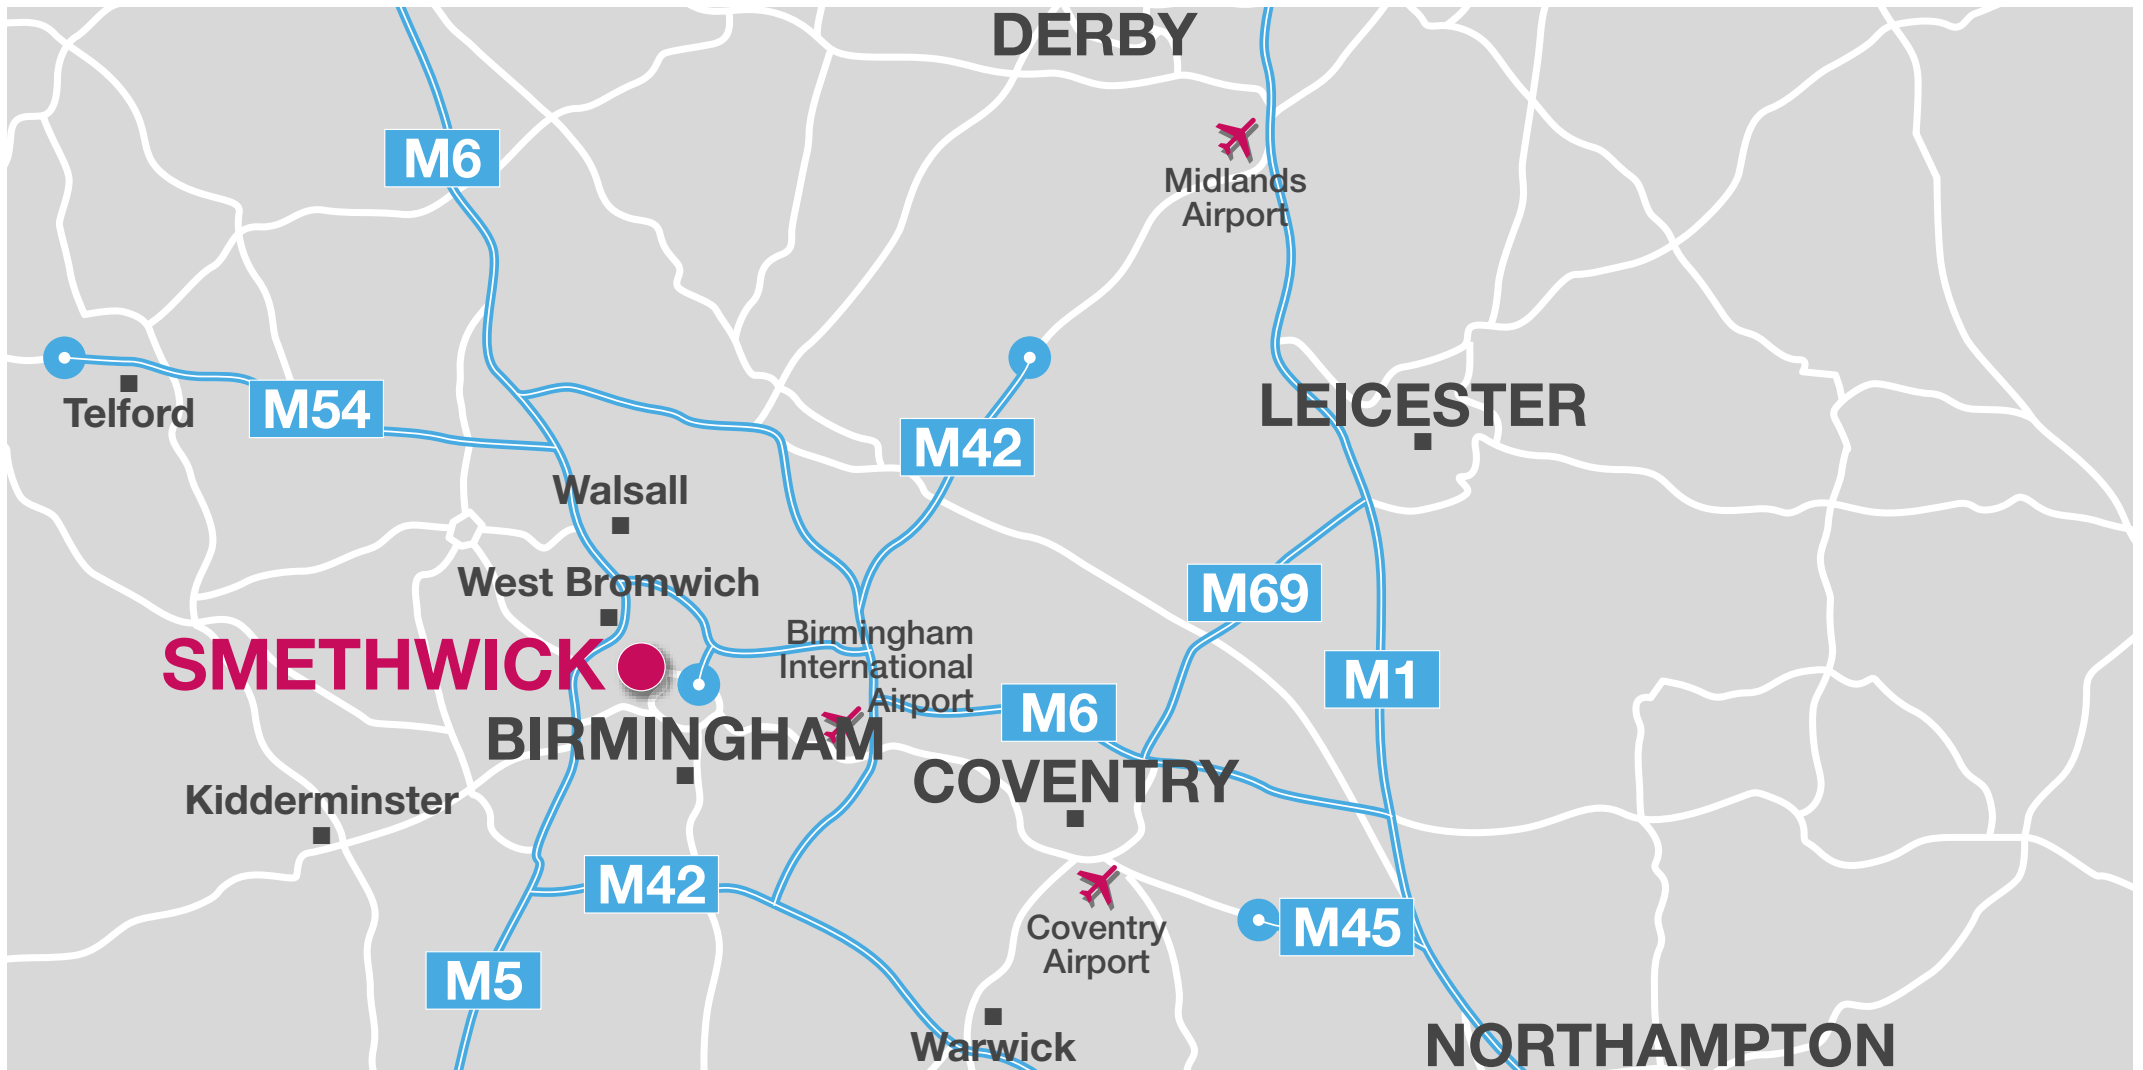 DERBY
M6
Midlands
Airport
M54
Telford
LEICESTER
M42
Walsall
West Bromwich
M69
SMETHWICK
Birmingham
International
Airport
M1
M6
BIRMINGHAM
COVENTRY
Kidderminster
M42
Coventry
Airport
M45
M5
Warwick
NORTHAMPTON